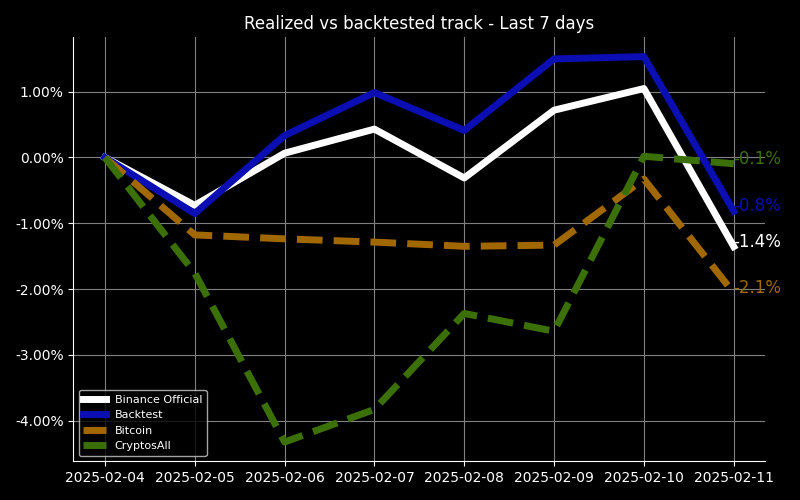 Realized vs backtested track - Last 7 days
1.00%
0.00%
-1.00%
-2.00%
-3.00%
-4.00%
-0.1%
-0.8%
-1.4%
-2.1%
Binance Official
Backtest
Bitcoin
CryptosAll
2025-02-04 2025-02-05 2025-02-06 2025-02-07 2025-02-08 2025-02-09 2025-02-10 2025-02-11